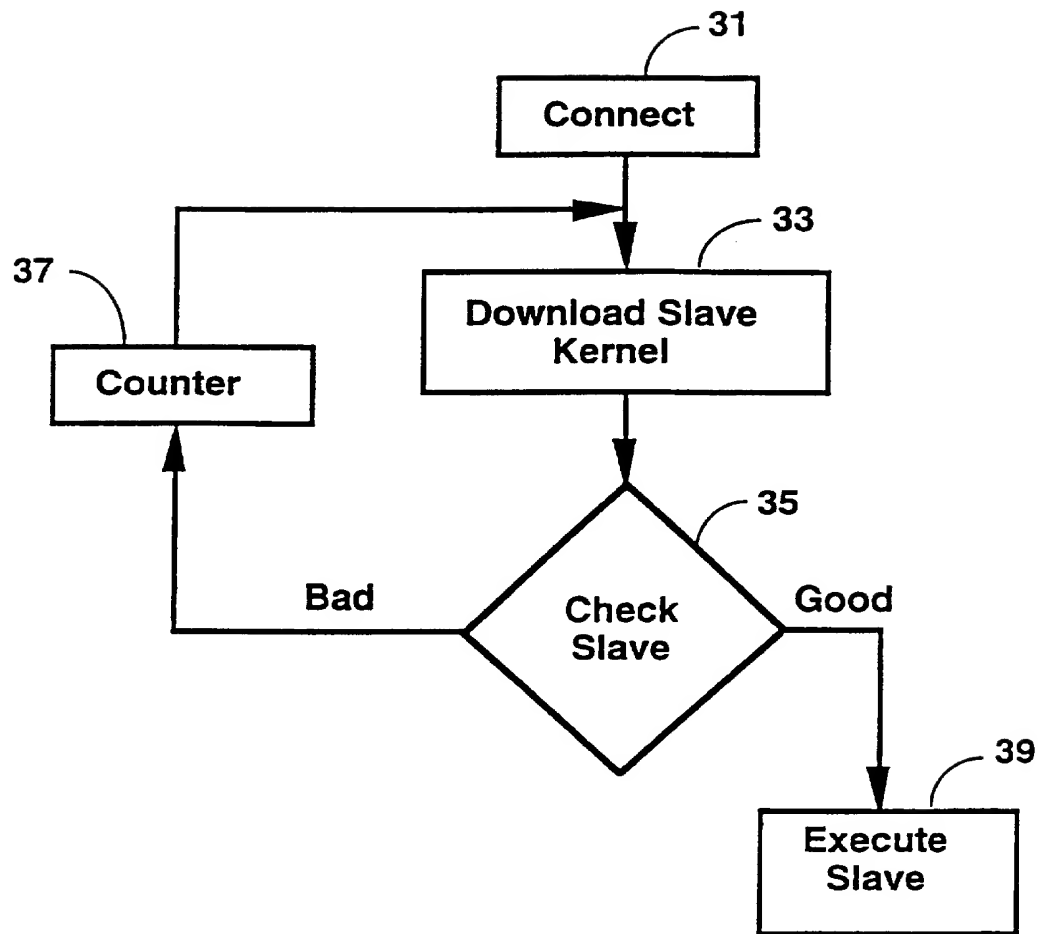 31
Connect
33
37
Download Slave
Kernel
Counter
35
Bad
Check
Slave
Good
39
Execute
Slave